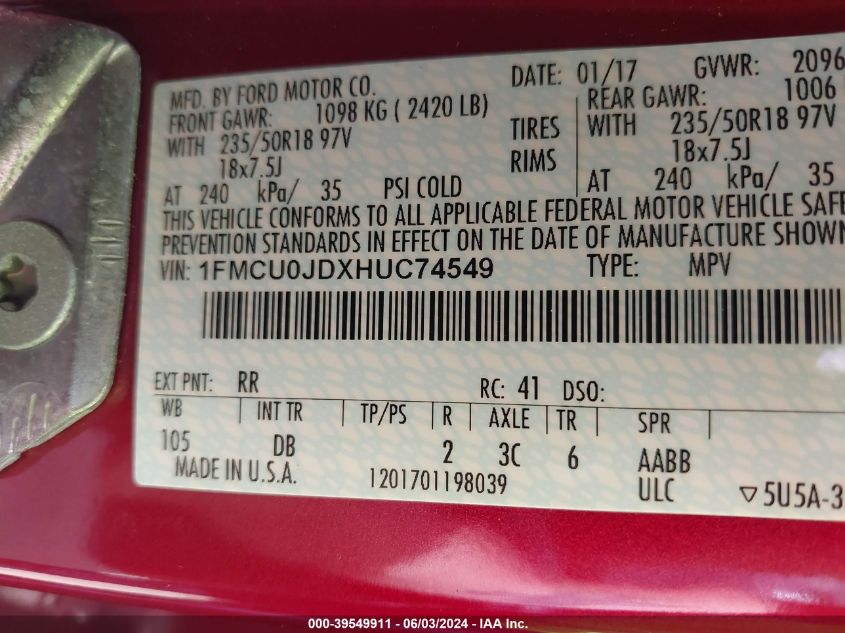 MFD. BY FORD MOTOR CO. DATE: 01/17 GVWR: 2096
FRONT GAWR: 1098 KG ( 2420 LB) REAR GAWR: 1006
WITH 235/50R18 97V TIRES WITH 235/50R18 97V
18x7.5J RIMS 18x7.5J
AT 240 kPa/ 35 PSI COLD AT 240 kPa/ 35
THIS VEHICLE CONFORMS TO ALL APPLICABLE FEDERAL MOTOR VEHICLE SAFE
PREVENTION STANDARDS IN EFFECT ON THE DATE OF MANUFACTURE SHOWN
VIN: 1FMCU0JDXHUC74549 TYPE: MPV
EXT PNT: RR RC: 41 DSO:
WB | INT TR | TP/PS | R | AXLE | TR | SPR |
105 DB 2 3C 6 AABB
MADE IN U.S.A. 1201701198039 ULC ▽5U5A-3
000-39549911 - 06/03/2024 - IAA Inc.